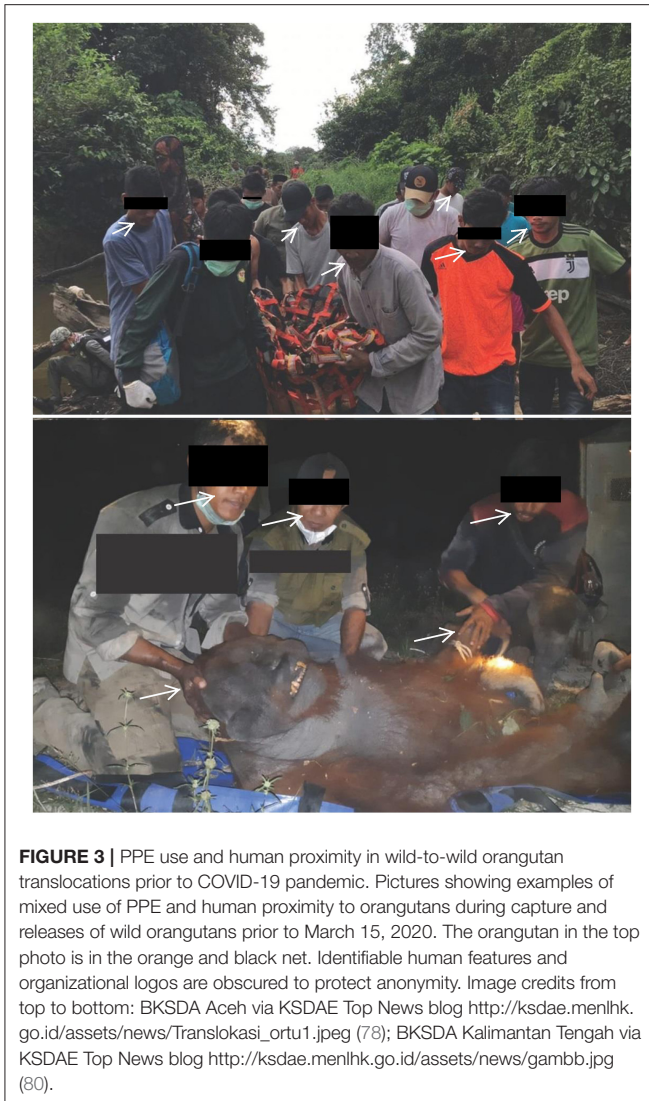 rep
FIGURE 3 | PPE use and human proximity in wild-to-wild orangutan
translocations prior to COVID-19 pandemic. Pictures showing examples of
mixed use of PPE and human proximity to orangutans during capture and
releases of wild orangutans prior to March 15, 2020. The orangutan in the top
photo is in the orange and black net. Identifiable human features and
organizational logos are obscured to protect anonymity. Image credits from
top to bottom: BKSDA Aceh via KSDAE Top News blog http://ksdae.menlhk.
go.id/assets/news/Translokasi_ortu1.jpeg (78); BKSDA Kalimantan Tengah via
KSDAE Top News blog http://ksdae.menlhk.go.id/assets/news/gambb.jpg
(80).